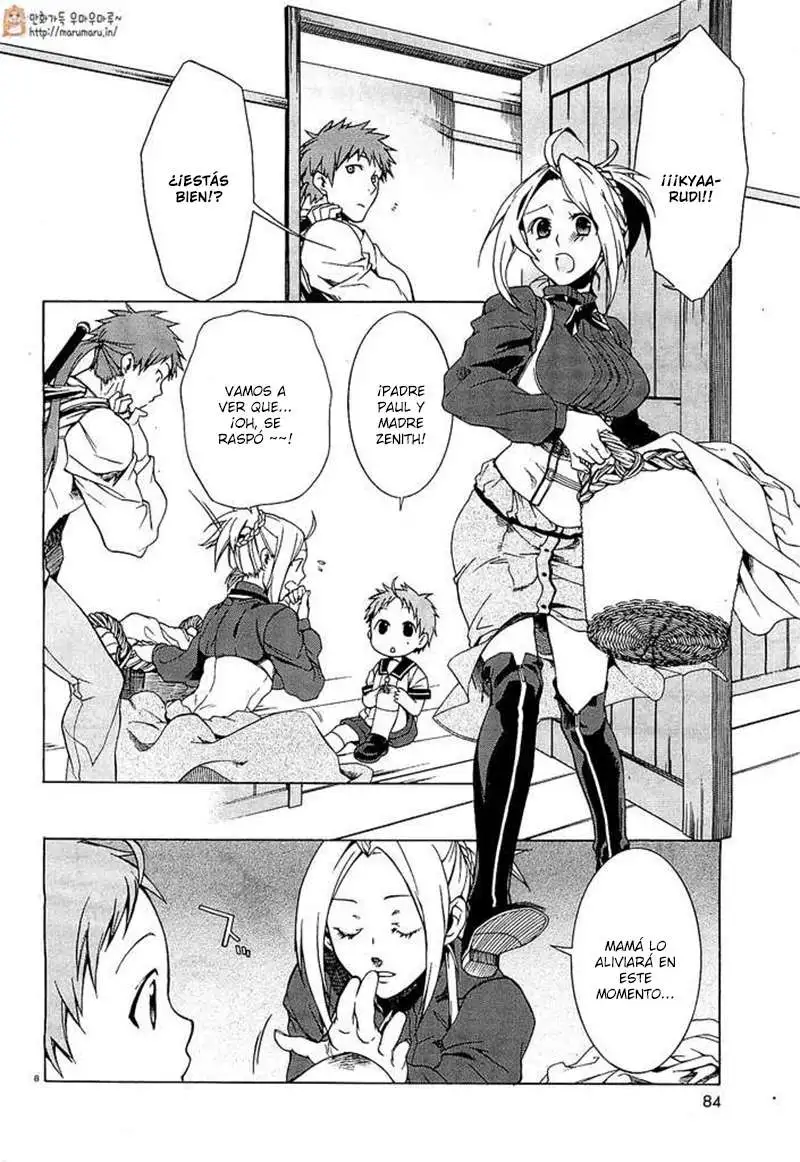 만화가득 우마우마루~
http://marumaru.in/
¡¡¡KYAA-
RUDI!!
¿¡ESTÁS
BIEN!?
¡PADRE
PAUL Y
MADRE
ZENITH!
VAMOS A
VER QUE...
¡OH, SE
RASPÓ ~~!
MAMÁ LO
ALIVIARÁ EN
ESTE
MOMENTO...
8
84